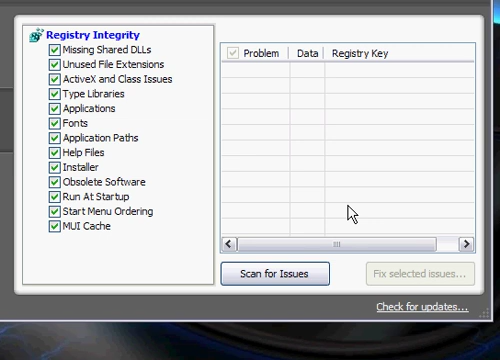 Registry Integrity
Missing Shared DLLs
Unused File Extensions
ActiveX and Class Issues
Type Libraries
Applications
Fonts
Application Paths
Help Files
Installer
Obsolete Software
Run At Startup
Start Menu Ordering
MUI Cache
Problem Data Registry Key
Scan for Issues Fix selected issues...
Check for updates...